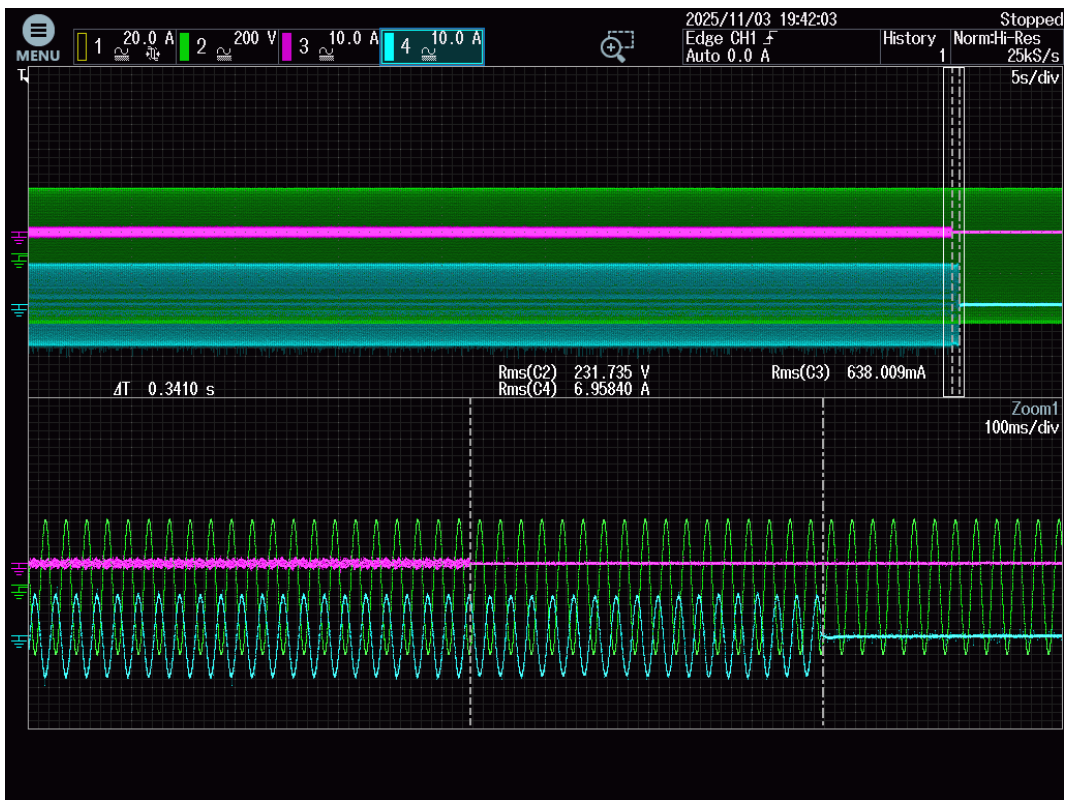 2025/11/03 19:42:03 Stopped
MENU 1 20.0 A 2 200 V 3 10.0 A 4 10.0 A Edge CH1 History Norm:Hi-Res
Auto 0.0 A 1 25kS/s
T
5s/div
Rms(C2) 231.735 V Rms(C3) 638.009mA
ΔT 0.3410 s Rms(C4) 6.95840 A
Zoom1
100ms/div